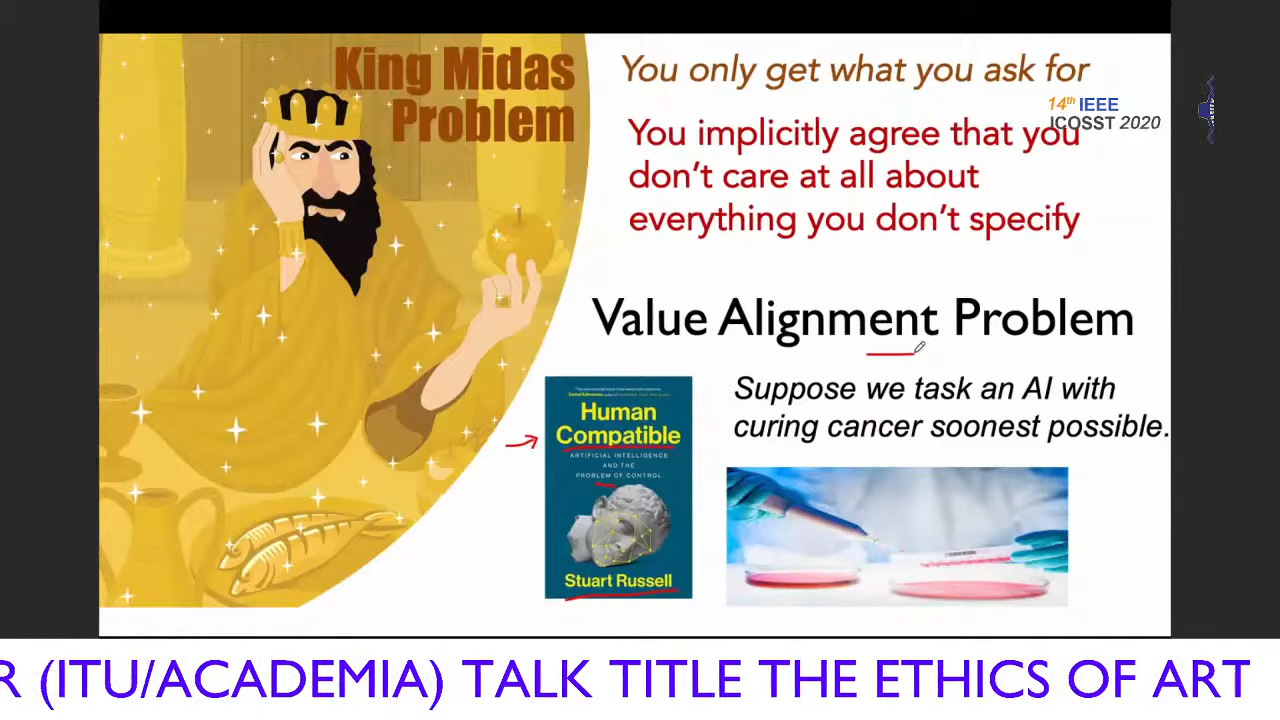 King Midas
Problem
You only get what you ask for
14th IEEE
ICOSST 2020
You implicitly agree that you
don't care at all about
everything you don't specify
Value Alignment Problem
Suppose we task an AI with
curing cancer soonest possible.
Human
Compatible
ARTIFICIAL INTELLIGENCE
AND THE
PROBLEM OF CONTROL
Stuart Russell
R (ITU/ACADEMIA) TALK TITLE THE ETHICS OF ART